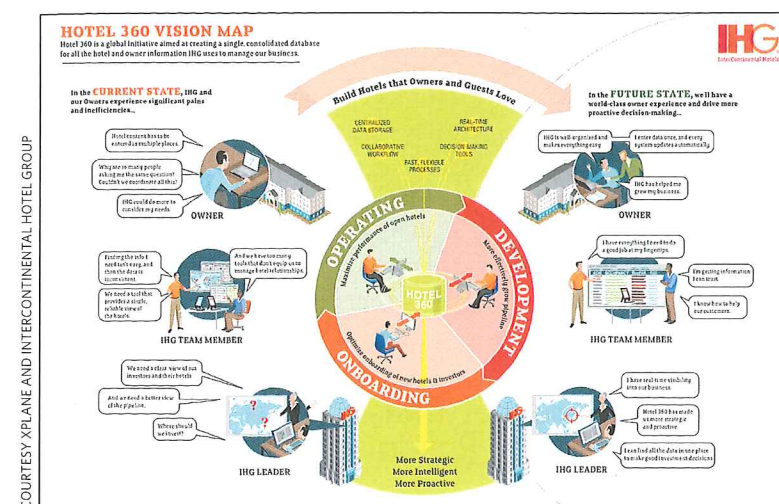 HOTEL 360 VISION MAP
Hotel 360 is a global initiative aimed at creating a single, consolidated database
for all the hotel and owner information IHG uses to manage our business.
IHG
InterContinental Hotels
In the CURRENT STATE, IHG and
our Owners experience significant pains
and inefficiencies...
Hotel content has to be
entered in multiple places.
Why are so many people
asking me the same question?
Couldn't we coordinate all this?
IHG could do more to
consider my needs.
OWNER
Finding the info I
need isn't easy, and
then the data is
inconsistent.
We need a tool that
provides a single,
reliable view of
the hotels.
And we have too many
tools that don't equip us to
manage hotel relationships.
IHG TEAM MEMBER
We need a clear view of our
investors and their hotels
And we need a better view
of the pipeline.
Where should
we invest?
? ?
IHG
IHG LEADER
Build Hotels that Owners and Guests Love
CENTRALIZED
DATA STORAGE
REAL-TIME
ARCHITECTURE
COLLABORATIVE
WORKFLOW
DECISION-MAKING
TOOLS
FAST, FLEXIBLE
PROCESSES
OPERATING
Maximize performance of open hotels
DEVELOPMENT
More effectively grow pipeline
ONBOARDING
Optimize onboarding of new hotels & investors
HOTEL
360
More Strategic
More Intelligent
More Proactive
In the FUTURE STATE, we'll have a
world-class owner experience and drive more
proactive decision-making...
IHG is well-organized and
makes everything easy.
I enter data once, and every
system updates automatically.
IHG has helped me
grow my business.
OWNER
I have everything I need to do
a good job at my fingertips.
I'm getting information
I can trust.
I know how to help
our customers.
IHG TEAM MEMBER
I have real-time visibility
into our business.
Hotel 360 has made
us more strategic
and proactive.
I can find all the data in one place
to make good investment decisions.
IHG
IHG LEADER
COURTESY XPLANE AND INTERCONTINENTAL HOTEL GROUP